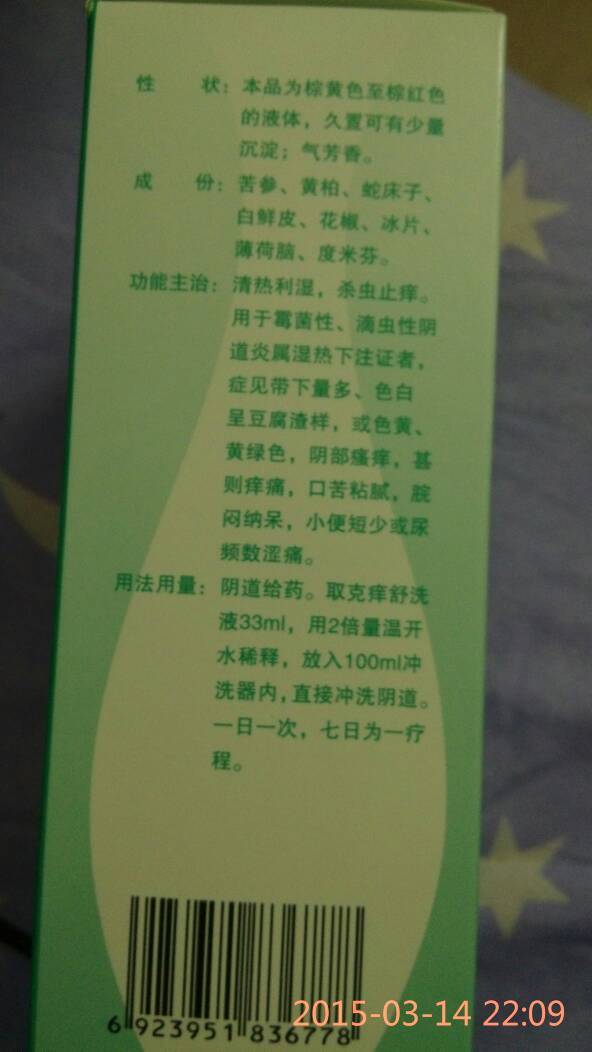 性 状：本品为棕黄色至棕红色
的液体，久置可有少量
沉淀；气芳香。
成 份：苦参、黄柏、蛇床子、
白鲜皮、花椒、冰片、
薄荷脑、度米芬。
功能主治：清热利湿，杀虫止痒。
用于霉菌性、滴虫性阴
道炎属湿热下注证者，
症见带下量多、色白
呈豆腐渣样，或色黄、
黄绿色，阴部瘙痒，甚
则痒痛，口苦粘腻，脘
闷纳呆，小便短少或尿
频数涩痛。
用法用量：阴道给药。取克痒舒洗
液33ml，用2倍量温开
水稀释，放入100ml冲
洗器内，直接冲洗阴道。
一日一次，七日为一疗
程。
6 923951 836778
2015-03-14 22:09